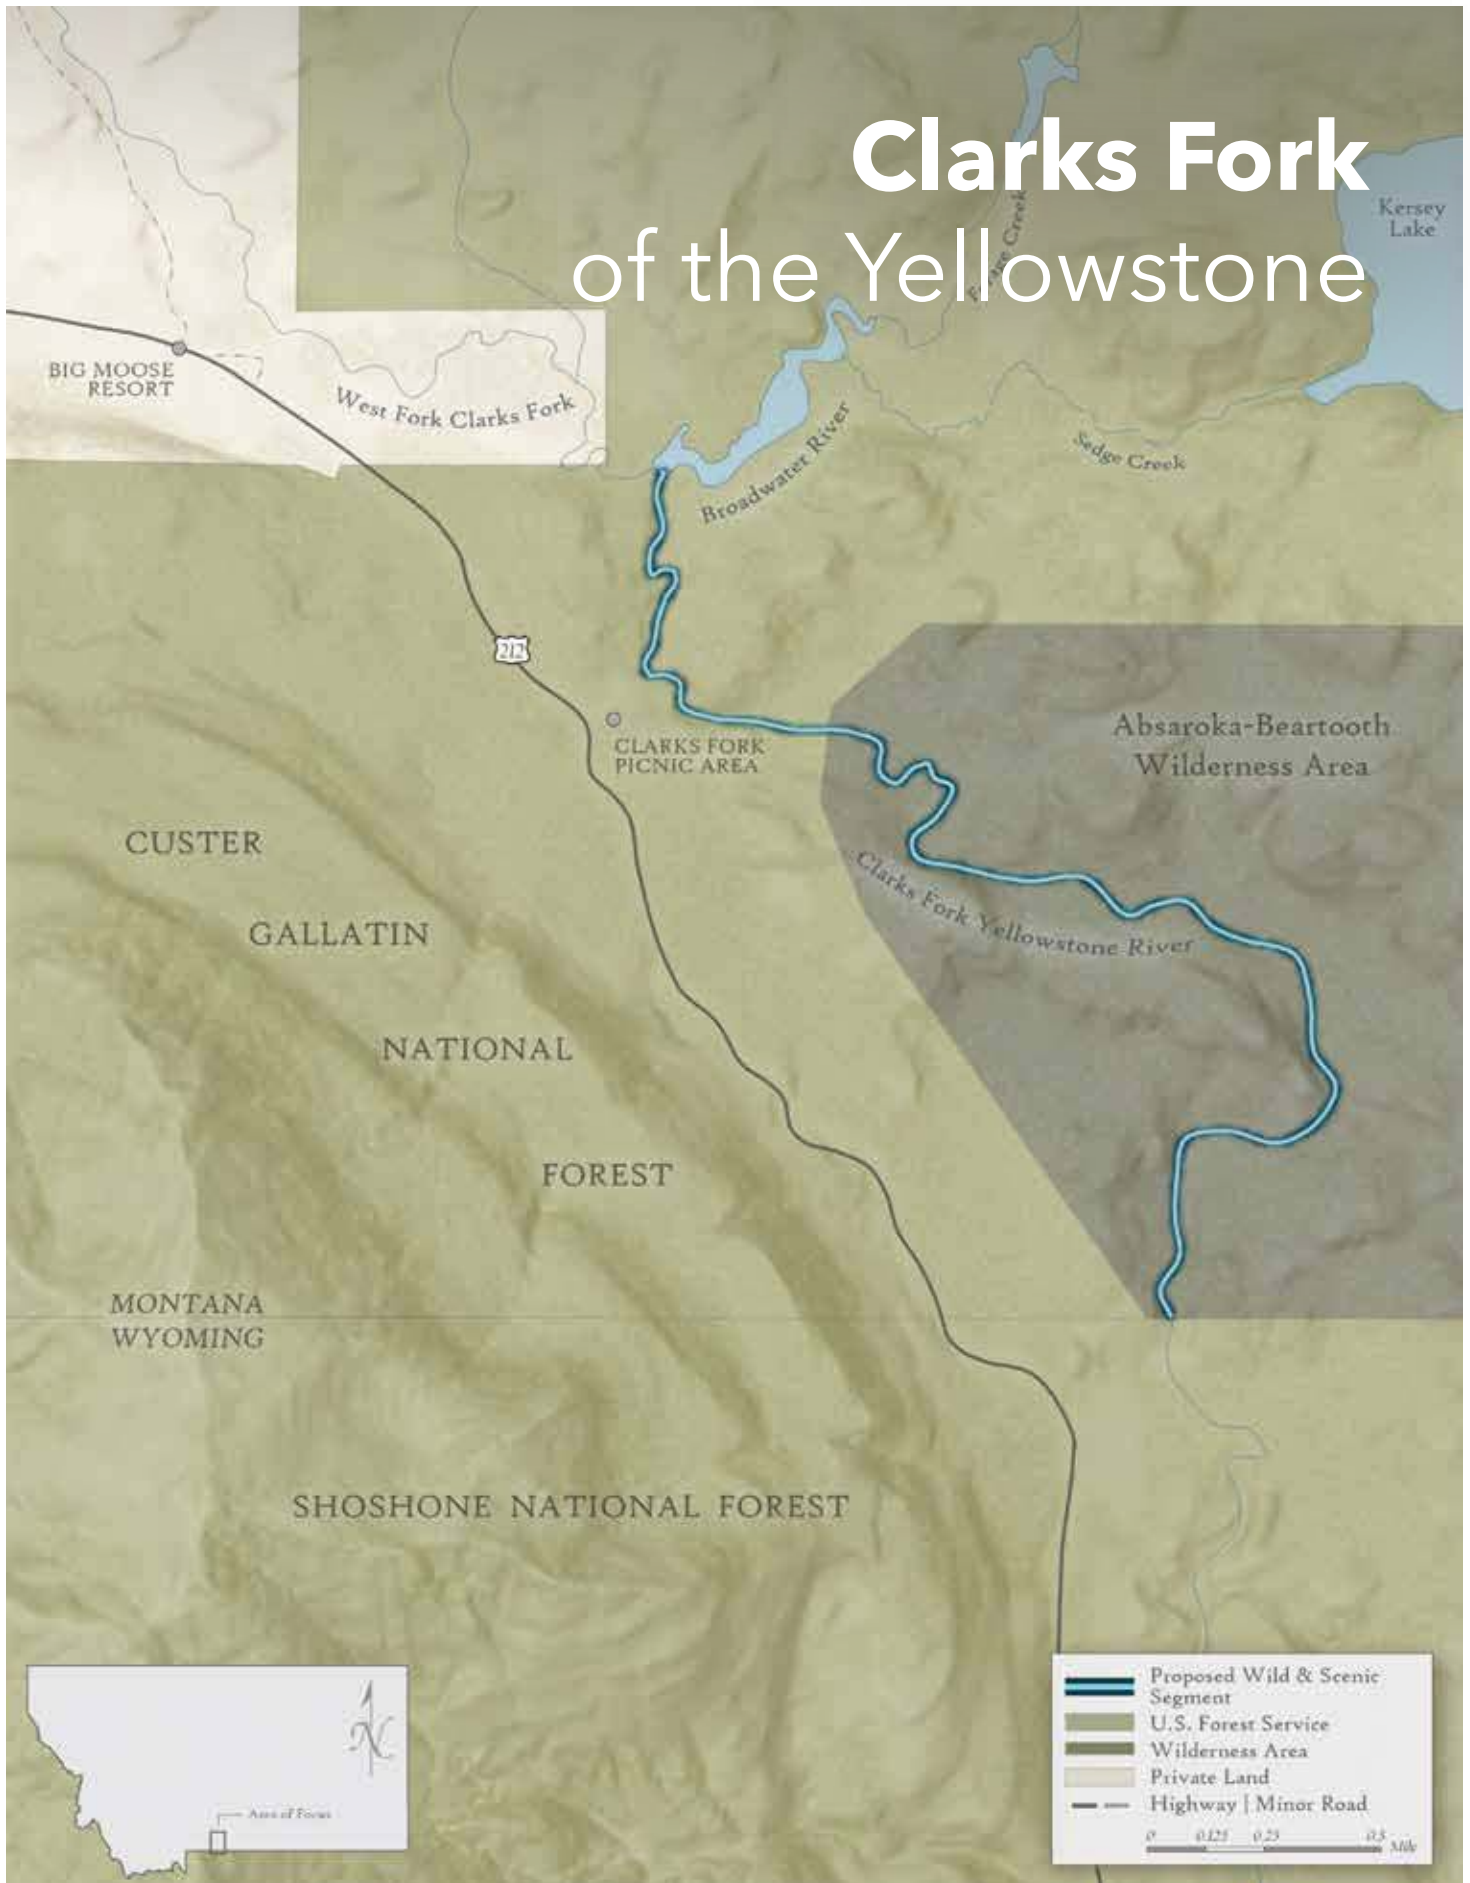 Clarks Fork
of the Yellowstone
Kersey
Lake
BIG MOOSE
RESORT
West Fork Clarks Fork
Broadwater River
Sedge Creek
212
CLARKS FORK
PICNIC AREA
Absaroka-Beartooth
Wilderness Area
Clarks Fork Yellowstone River
CUSTER
GALLATIN
NATIONAL
FOREST
MONTANA
WYOMING
SHOSHONE NATIONAL FOREST
N
Area of Focus
Proposed Wild & Scenic
Segment
U.S. Forest Service
Wilderness Area
Private Land
Highway | Minor Road
0 0.125 0.25 0.5 Mile
Creek